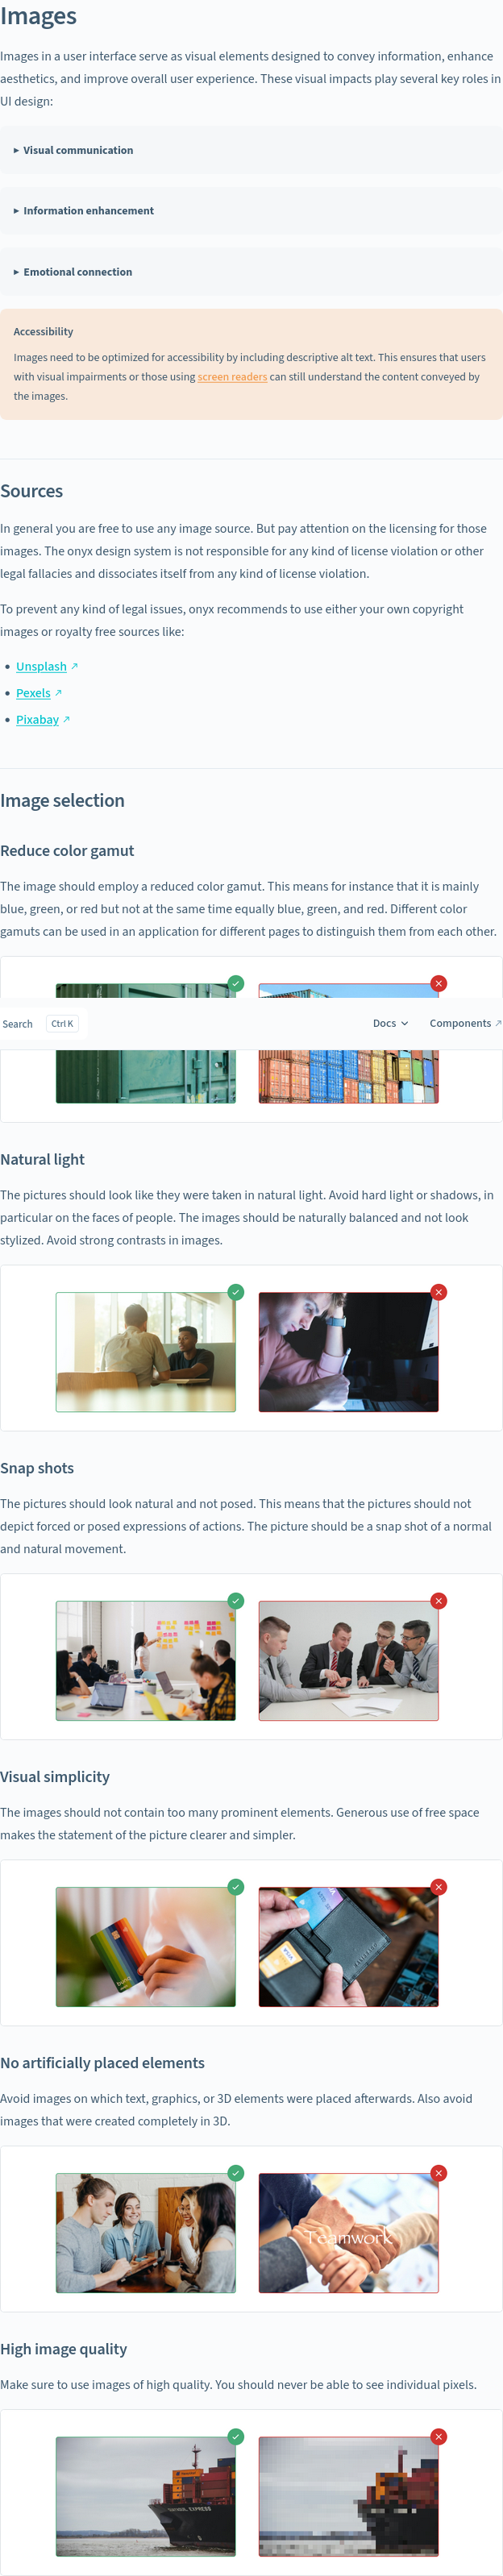 Images
Images in a user interface serve as visual elements designed to convey information, enhance
aesthetics, and improve overall user experience. These visual impacts play several key roles in
UI design:
▸ Visual communication
▸ Information enhancement
▸ Emotional connection
Accessibility
Images need to be optimized for accessibility by including descriptive alt text. This ensures that users
with visual impairments or those using screen readers can still understand the content conveyed by
the images.
Sources
In general you are free to use any image source. But pay attention on the licensing for those
images. The onyx design system is not responsible for any kind of license violation or other
legal fallacies and dissociates itself from any kind of license violation.
To prevent any kind of legal issues, onyx recommends to use either your own copyright
images or royalty free sources like:
• Unsplash ↗
• Pexels ↗
• Pixabay ↗
Image selection
Reduce color gamut
The image should employ a reduced color gamut. This means for instance that it is mainly
blue, green, or red but not at the same time equally blue, green, and red. Different color
gamuts can be used in an application for different pages to distinguish them from each other.
Search Ctrl K Docs Components ↗
Natural light
The pictures should look like they were taken in natural light. Avoid hard light or shadows, in
particular on the faces of people. The images should be naturally balanced and not look
stylized. Avoid strong contrasts in images.
Snap shots
The pictures should look natural and not posed. This means that the pictures should not
depict forced or posed expressions of actions. The picture should be a snap shot of a normal
and natural movement.
Visual simplicity
The images should not contain too many prominent elements. Generous use of free space
makes the statement of the picture clearer and simpler.
No artificially placed elements
Avoid images on which text, graphics, or 3D elements were placed afterwards. Also avoid
images that were created completely in 3D.
Teamwork
High image quality
Make sure to use images of high quality. You should never be able to see individual pixels.
EXPRESS